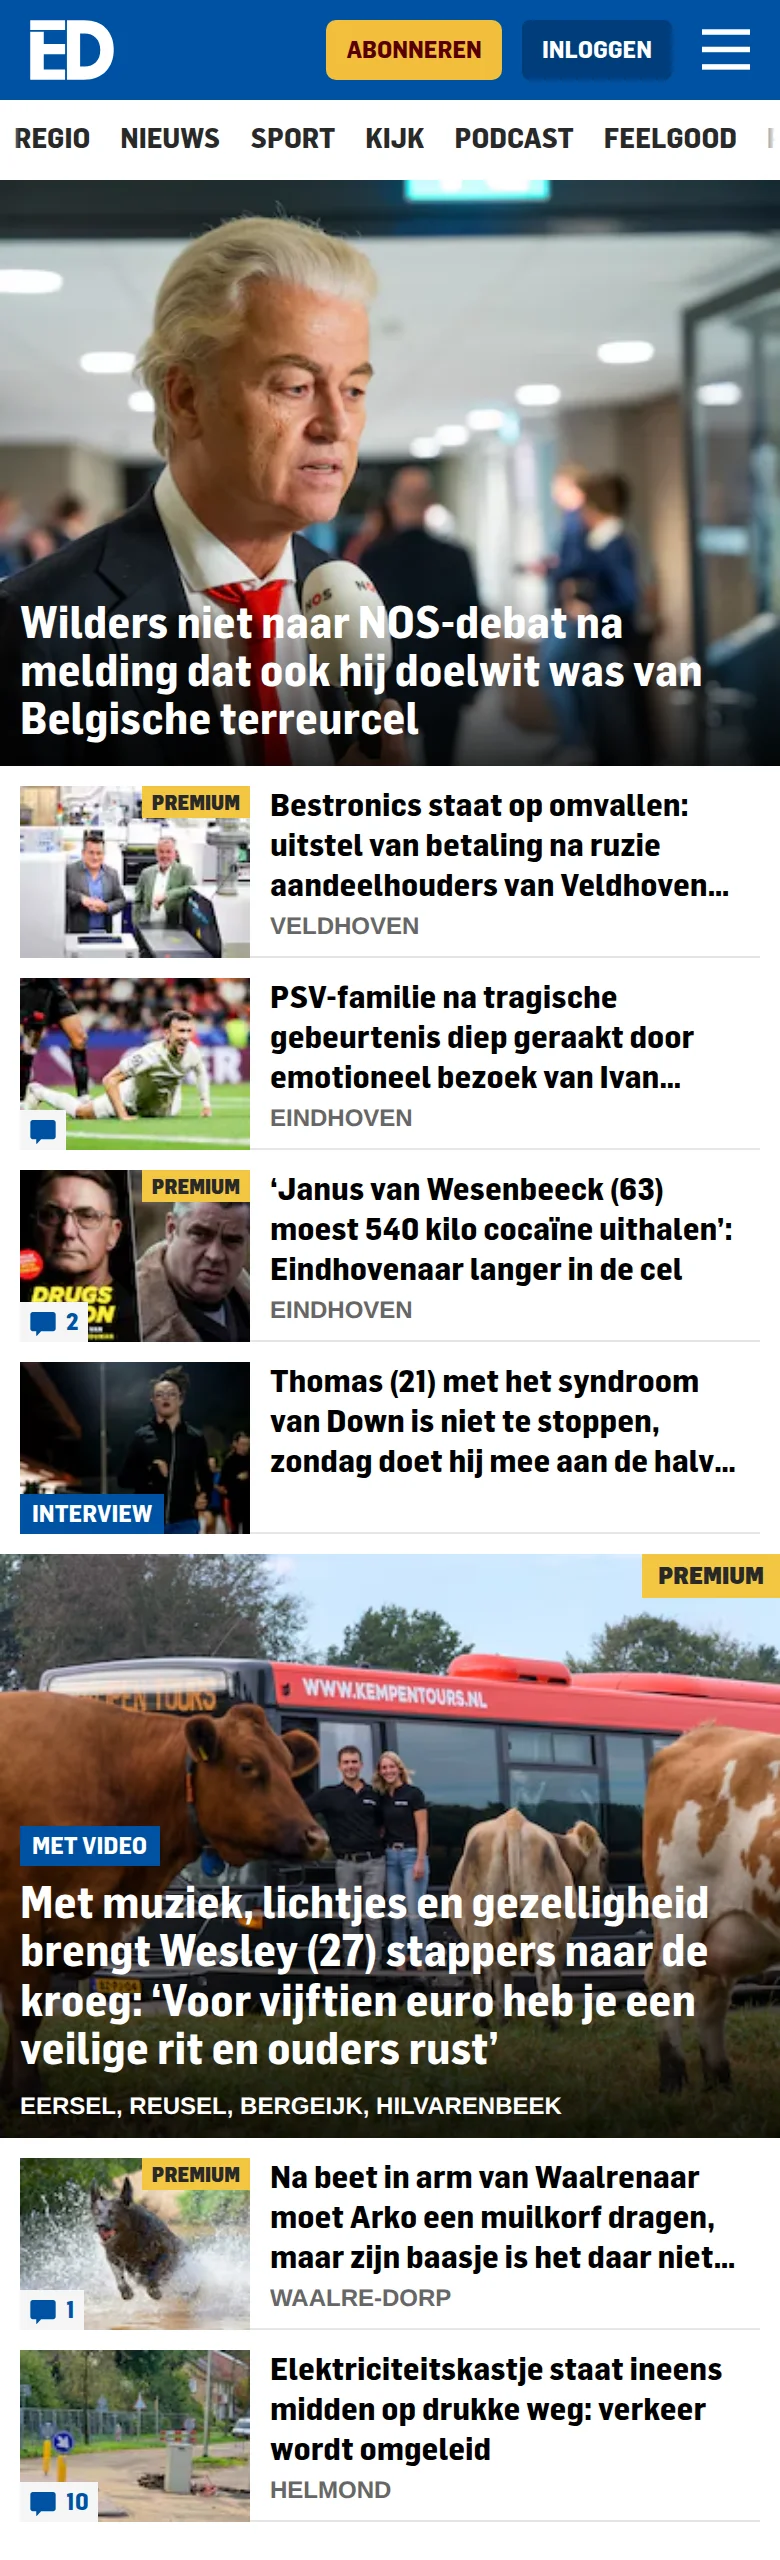 ED
ABONNEREN
INLOGGEN
REGIO NIEUWS SPORT KIJK PODCAST FEELGOOD
NOS
Wilders niet naar NOS-debat na
melding dat ook hij doelwit was van
Belgische terreurcel
PREMIUM
Bestronics staat op omvallen:
uitstel van betaling na ruzie
aandeelhouders van Veldhoven...
VELDHOVEN
PSV-familie na tragische
gebeurtenis diep geraakt door
emotioneel bezoek van Ivan...
EINDHOVEN
PREMIUM
DRUGS
2
‘Janus van Wesenbeeck (63)
moest 540 kilo cocaïne uithalen’:
Eindhovenaar langer in de cel
EINDHOVEN
INTERVIEW
Thomas (21) met het syndroom
van Down is niet te stoppen,
zondag doet hij mee aan de halv...
PREMIUM
WWW.KEMPENTOURS.NL
MET VIDEO
Met muziek, lichtjes en gezelligheid
brengt Wesley (27) stappers naar de
kroeg: ‘Voor vijftien euro heb je een
veilige rit en ouders rust’
EERSEL, REUSEL, BERGEIJK, HILVARENBEEK
PREMIUM
1
Na beet in arm van Waalrenaar
moet Arko een muilkorf dragen,
maar zijn baasje is het daar niet...
WAALRE-DORP
10
Elektriciteitskastje staat ineens
midden op drukke weg: verkeer
wordt omgeleid
HELMOND